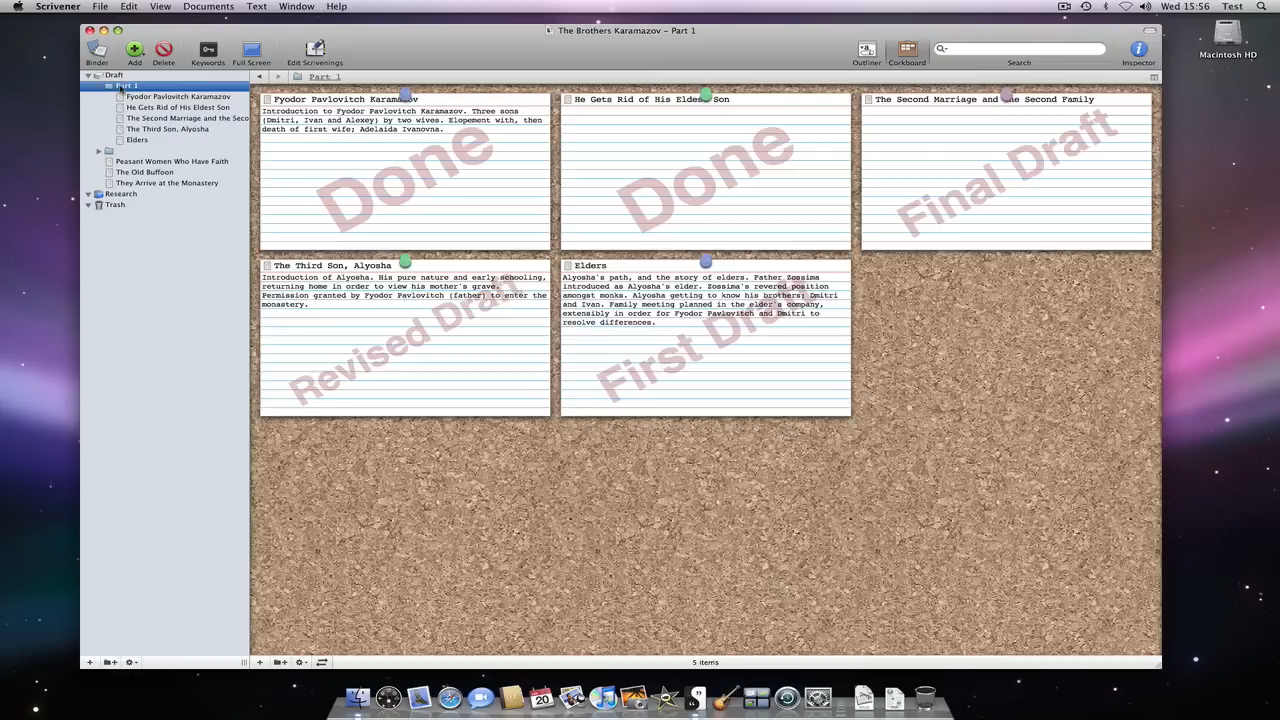 Scrivener File Edit View Documents Text Window Help Wed 15:56 Test
The Brothers Karamazov – Part 1
Macintosh HD
Binder Add Delete Keywords Full Screen Edit Scrivenings Outliner Corkboard Search Inspector
Draft
Part 1
Fyodor Pavlovitch Karamazov
He Gets Rid of His Eldest Son
The Second Marriage and the Seco
The Third Son, Alyosha
Elders
Peasant Women Who Have Faith
The Old Buffoon
They Arrive at the Monastery
Research
Trash
Part 1
Fyodor Pavlovitch Karamazov
Introduction to Fyodor Pavlovitch Karamazov. Three sons
(Dmitri, Ivan and Alexey) by two wives. Elopement with, then
death of first wife; Adelaida Ivanovna.
Done
He Gets Rid of His Eldest Son
Done
The Second Marriage and the Second Family
Final Draft
The Third Son, Alyosha
Introduction of Alyosha. His pure nature and early schooling,
returning home in order to view his mother's grave.
Permission granted by Fyodor Pavlovitch (father) to enter the
monastery.
Revised Draft
Elders
Alyosha's path, and the story of elders. Father Zossima
introduced as Alyosha's elder. Zossima's revered position
amongst monks. Alyosha getting to know his brothers; Dmitri
and Ivan. Family meeting planned in the elder's company,
extensibly in order for Fyodor Pavlovitch and Dmitri to
resolve differences.
First Draft
5 items